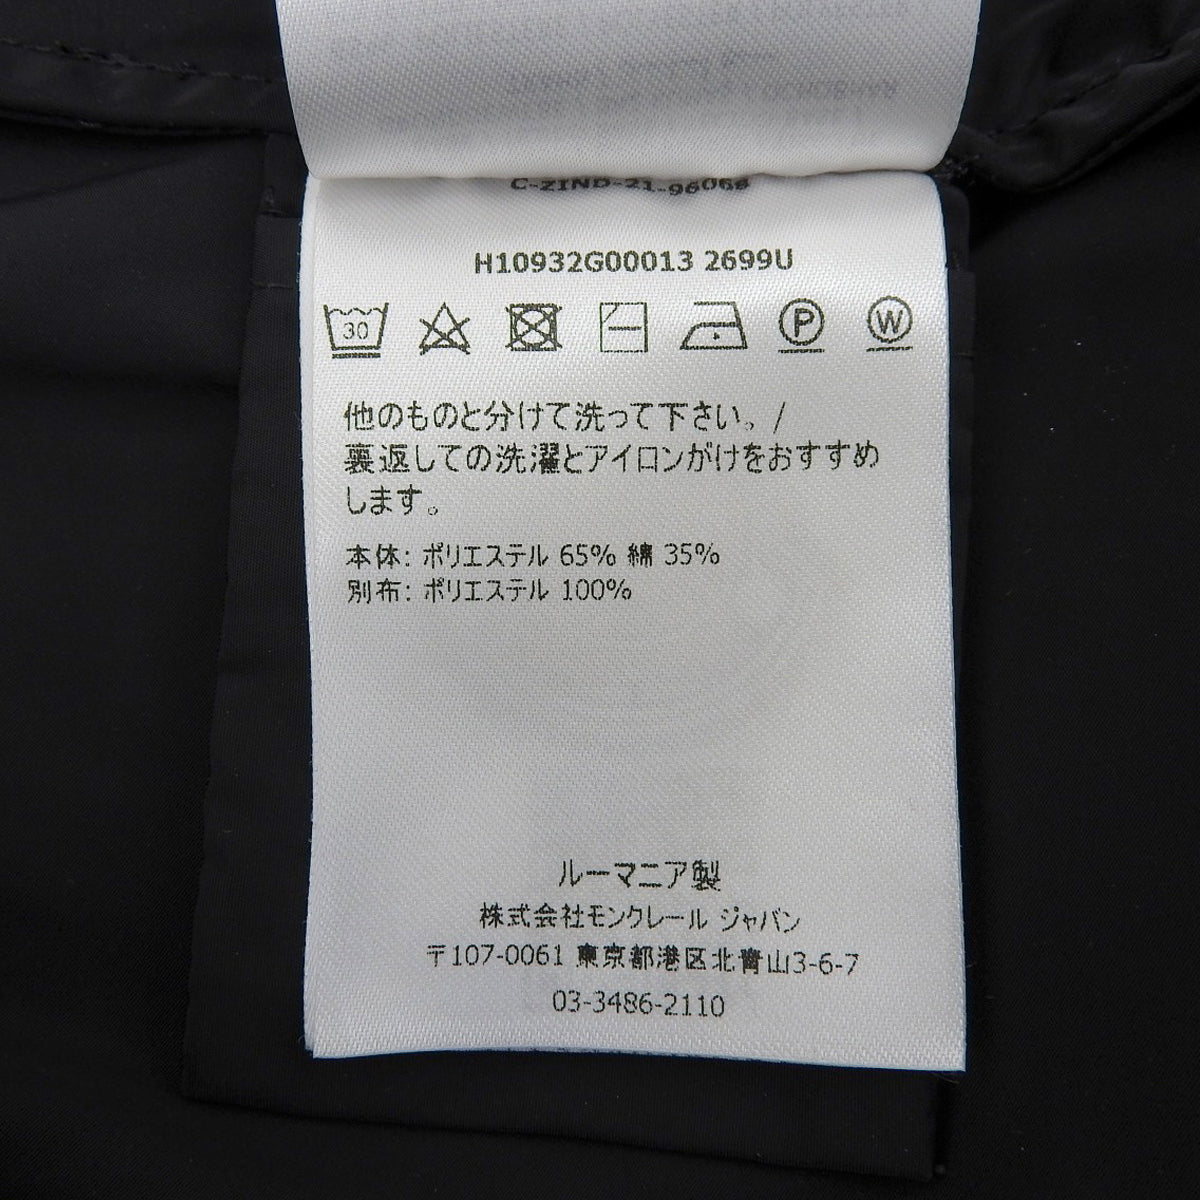 C-ZIND-21-96068
H10932G00013 2699U
30 P W
他のものと分けて洗って下さい。/
裏返しての洗濯とアイロンがけをおすすめ
します。
本体: ポリエステル 65% 綿 35%
別布: ポリエステル 100%
ルーマニア製
株式会社モンクレール ジャパン
〒107-0061 東京都港区北青山3-6-7
03-3486-2110